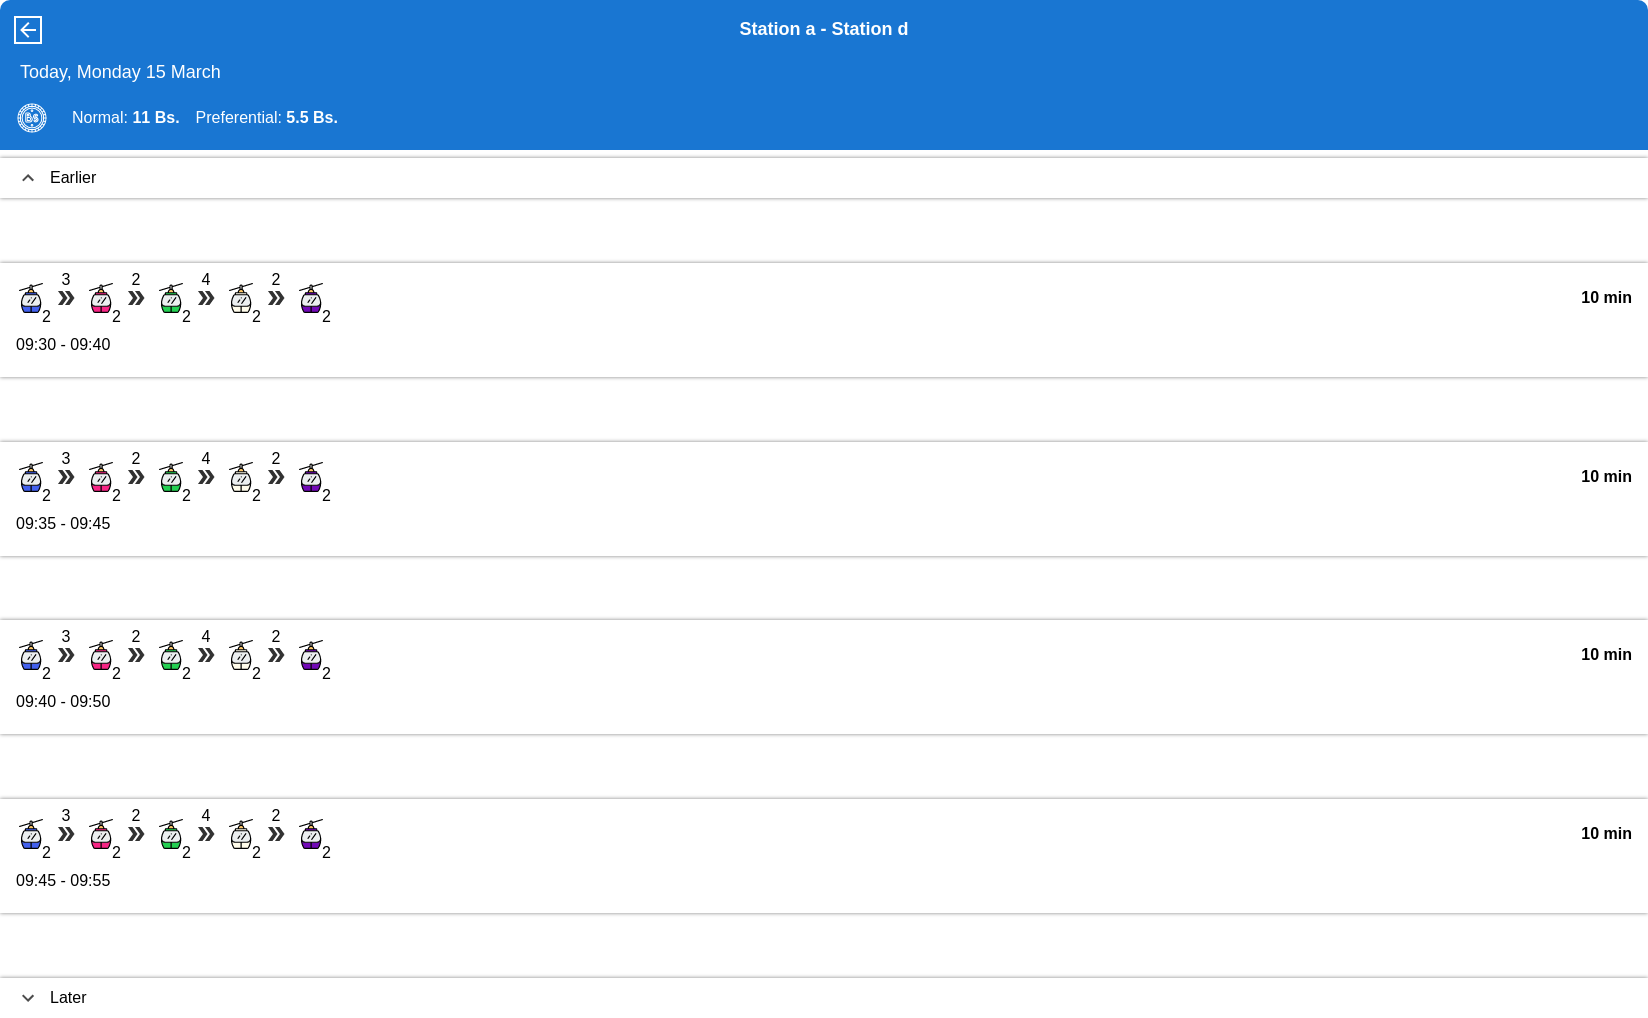 Station a - Station d
Today, Monday 15 March
Bs Normal: 11 Bs. Preferential: 5.5 Bs.
Earlier
3 2 4 2
10 min
2 2 2 2 2
09:30 - 09:40
3 2 4 2
10 min
2 2 2 2 2
09:35 - 09:45
3 2 4 2
10 min
2 2 2 2 2
09:40 - 09:50
3 2 4 2
10 min
2 2 2 2 2
09:45 - 09:55
Later